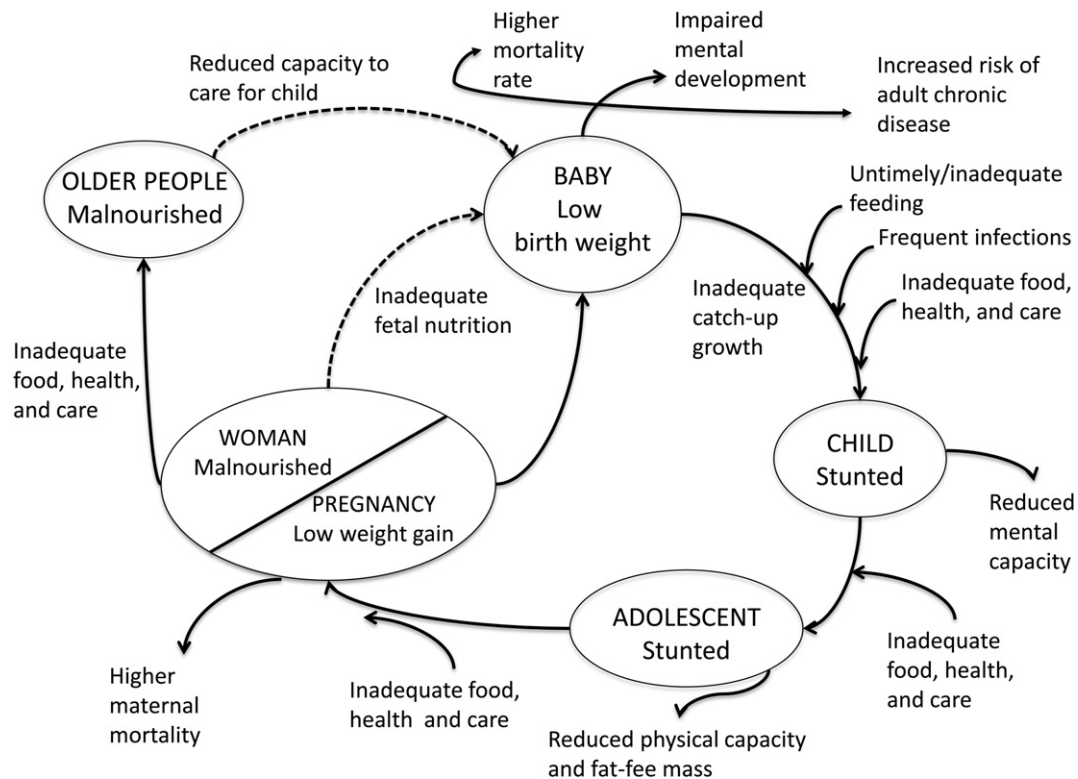 Higher
mortality
rate
Impaired
mental
development
Increased risk of
adult chronic
disease
Reduced capacity to
care for child
OLDER PEOPLE
Malnourished
BABY
Low
birth weight
Untimely/inadequate
feeding
Frequent infections
Inadequate food,
health, and care
Inadequate
catch-up
growth
Inadequate
fetal nutrition
Inadequate
food, health,
and care
WOMAN
Malnourished
PREGNANCY
Low weight gain
CHILD
Stunted
Reduced
mental
capacity
ADOLESCENT
Stunted
Inadequate
food, health,
and care
Higher
maternal
mortality
Inadequate food,
health and care
Reduced physical capacity
and fat-fee mass